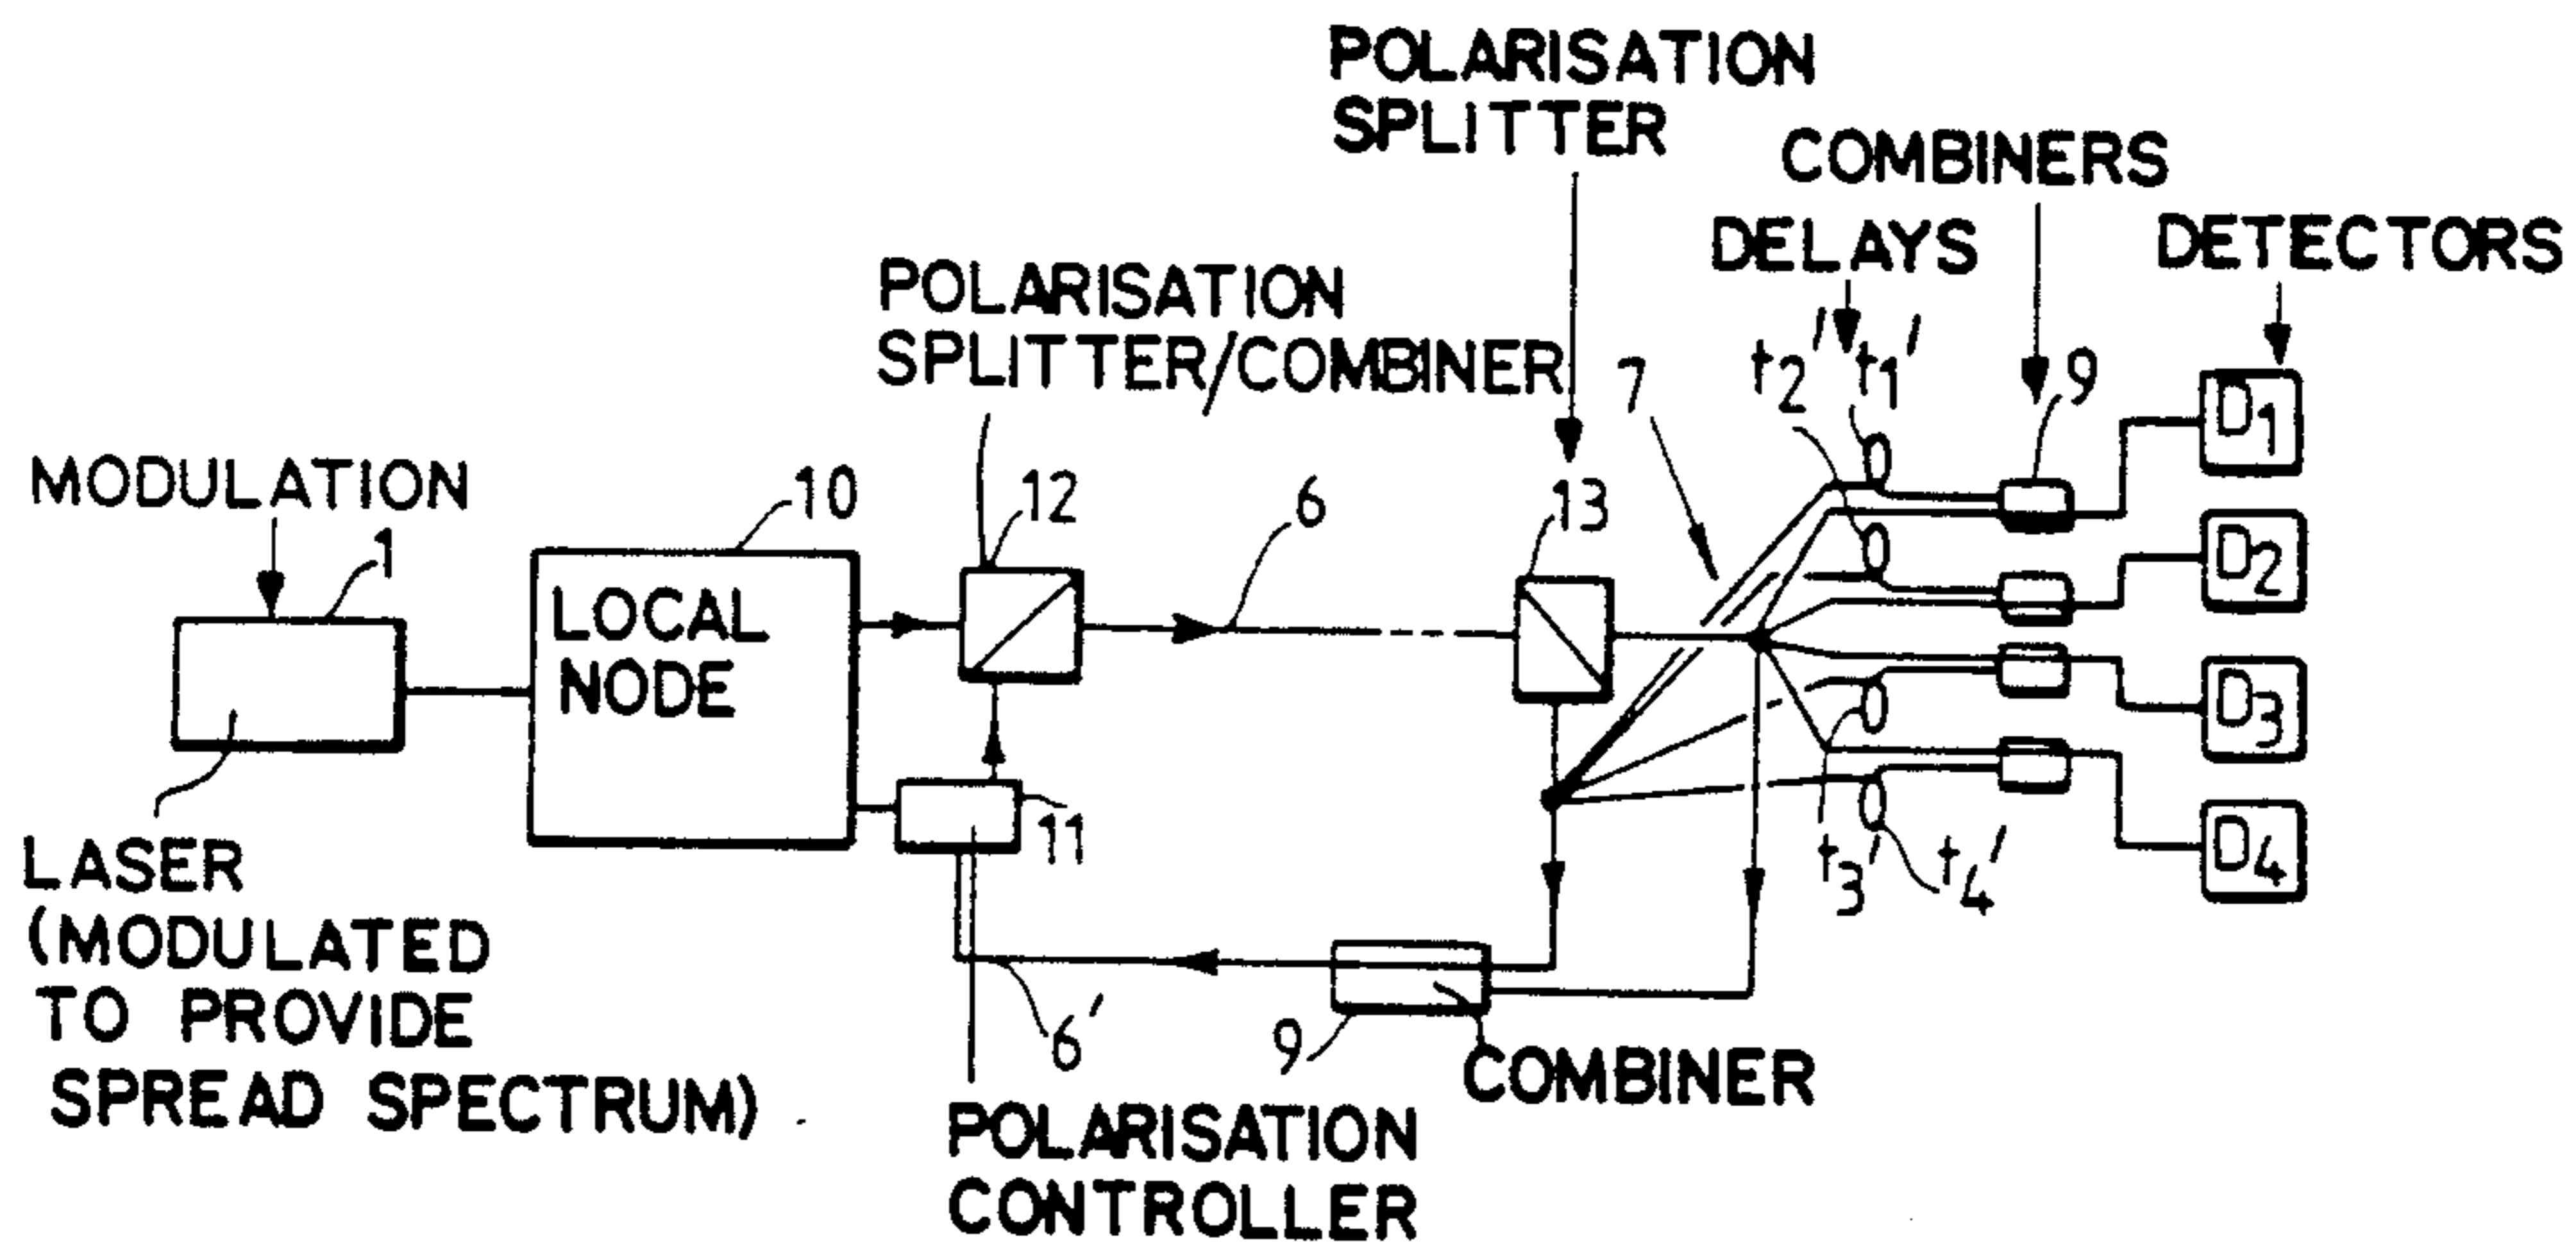 POLARISATION
SPLITTER
COMBINERS
DELAYS
DETECTORS
POLARISATION
SPLITTER/COMBINER
t2' t1'
7
9
D1
MODULATION
10
12
6
13
1
D2
LOCAL
NODE
D3
11
t3' t4'
D4
LASER
(MODULATED
TO PROVIDE
SPREAD SPECTRUM)
6'
9
COMBINER
POLARISATION
CONTROLLER